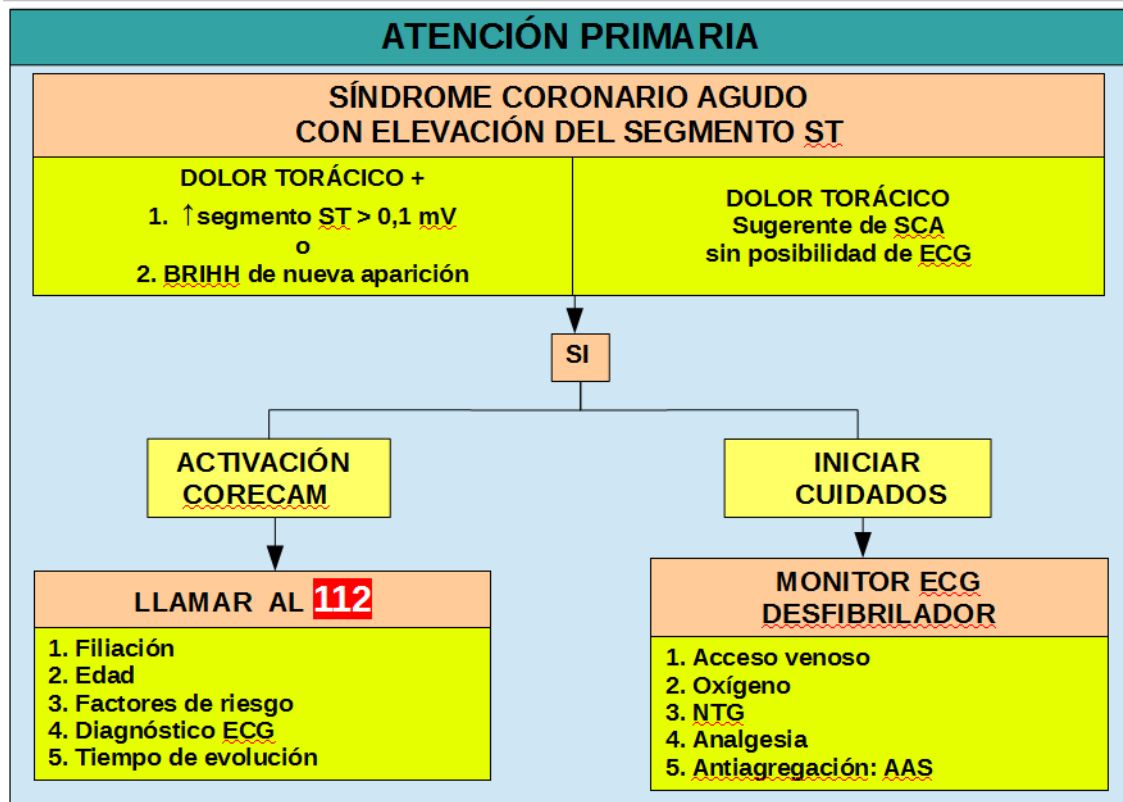 ATENCIÓN PRIMARIA
SÍNDROME CORONARIO AGUDO
CON ELEVACIÓN DEL SEGMENTO ST
DOLOR TORÁCICO +
1. ↑segmento ST > 0,1 mV
o
2. BRIHH de nueva aparición
DOLOR TORÁCICO
Sugerente de SCA
sin posibilidad de ECG
SI
ACTIVACIÓN
CORECAM
LLAMAR AL 112
1. Filiación
2. Edad
3. Factores de riesgo
4. Diagnóstico ECG
5. Tiempo de evolución
INICIAR
CUIDADOS
MONITOR ECG
DESFIBRILADOR
1. Acceso venoso
2. Oxígeno
3. NTG
4. Analgesia
5. Antiagregación: AAS